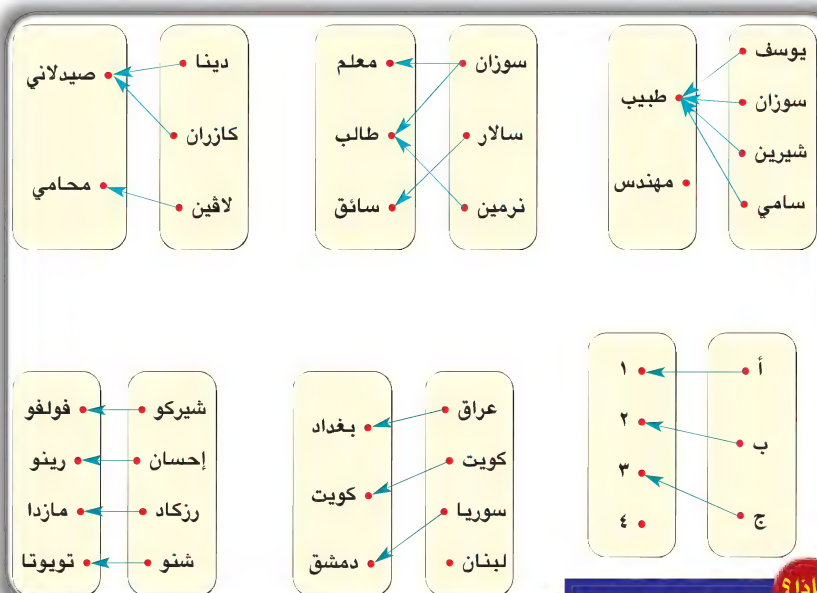 يوسف
سوزان
شيرين
سامي
طبيب
مهندس
سوزان
سالار
نرمين
معلم
طالب
سائق
دينا
كازران
لاڤين
صيدلاني
محامي
أ
ب
ج
١
٢
٣
٤
عراق
كويت
سوريا
لبنان
بغداد
كويت
دمشق
شيركو
إحسان
رزكاد
شنو
فولفو
رينو
مازدا
تويوتا